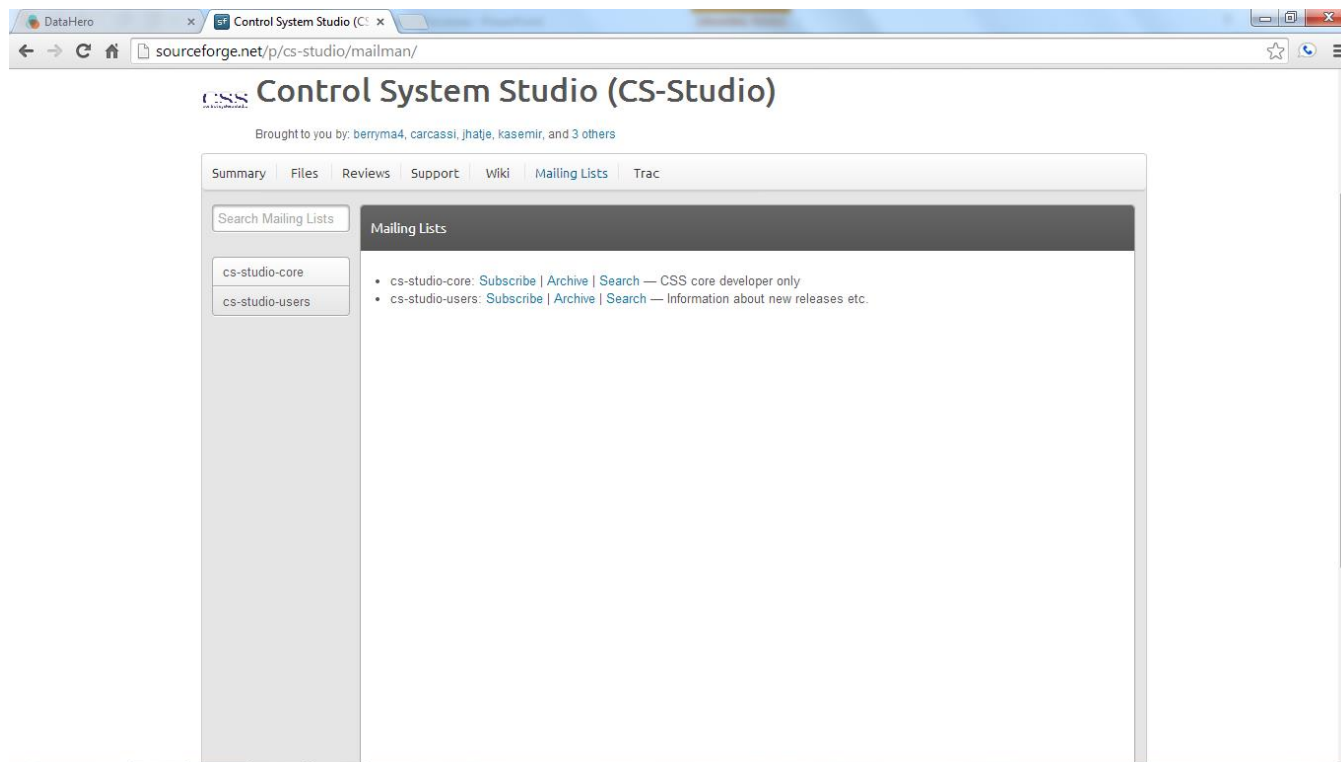 DataHero
Control System Studio (CS
sourceforge.net/p/cs-studio/mailman/
CSS Control System Studio (CS-Studio)
Brought to you by: berryma4, carcassi, jhatje, kasemir, and 3 others
Summary Files Reviews Support Wiki Mailing Lists Trac
Search Mailing Lists
Mailing Lists
cs-studio-core
cs-studio-users
• cs-studio-core: Subscribe | Archive | Search — CSS core developer only
• cs-studio-users: Subscribe | Archive | Search — Information about new releases etc.